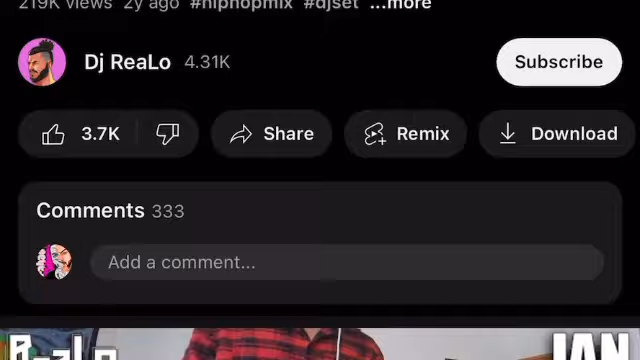 219K views 2y ago #hiphopmix #djset ...more
Dj ReaLo 4.31K
Subscribe
3.7K
Share
Remix
Download
Comments 333
Add a comment...
JAN